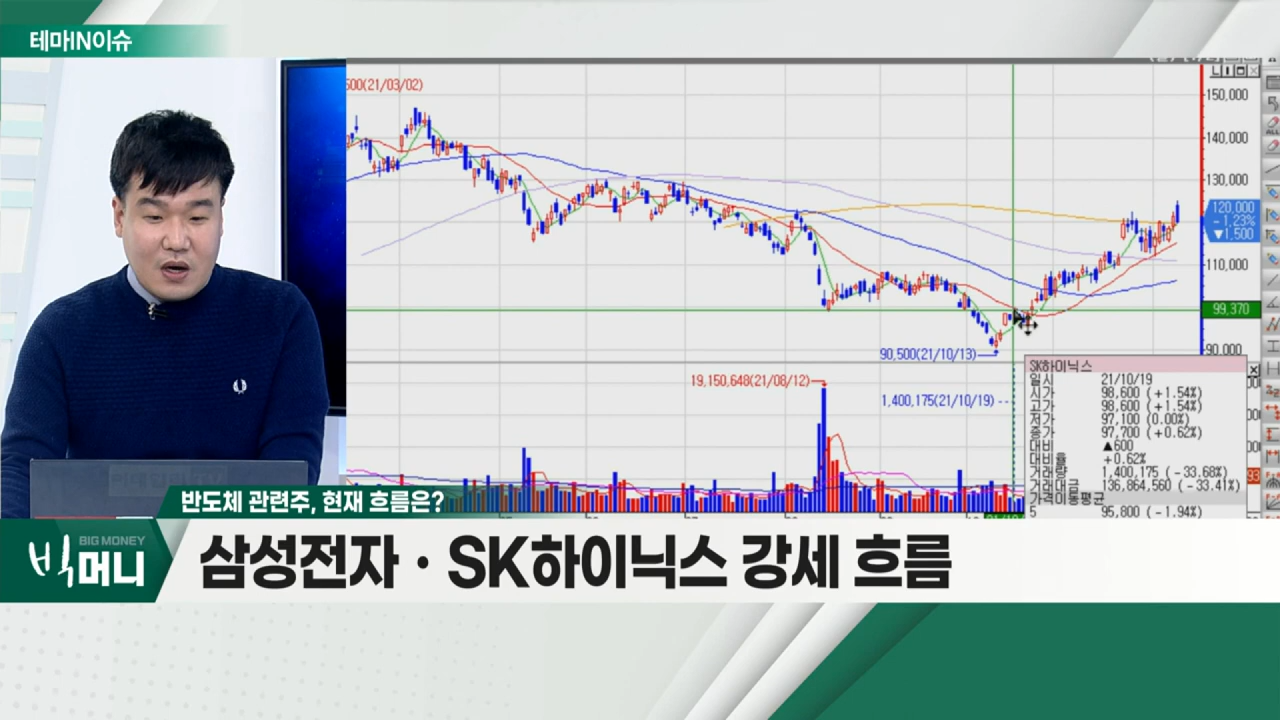 테마IN이슈
500(21/03/02)
150,000
140,000
130,000
120,000
-1.23%
▼1,500
110,000
99,370
90,000
90,500(21/10/13)
19,150,648(21/08/12)
1,400,175(21/10/19)
SK하이닉스
일시 21/10/19
시가 98,600 (+1.54%)
고가 98,600 (+1.54%)
저가 97,100 (0.00%)
종가 97,700 (+0.62%)
대비 ▲600
대비율 +0.62%
거래량 1,400,175 (-33.68%)
거래대금 136,864,560 (-33.41%)
가격이동평균
5 95,800 (-1.94%)
반도체 관련주, 현재 흐름은?
BIG MONEY
빅머니
삼성전자·SK하이닉스 강세 흐름